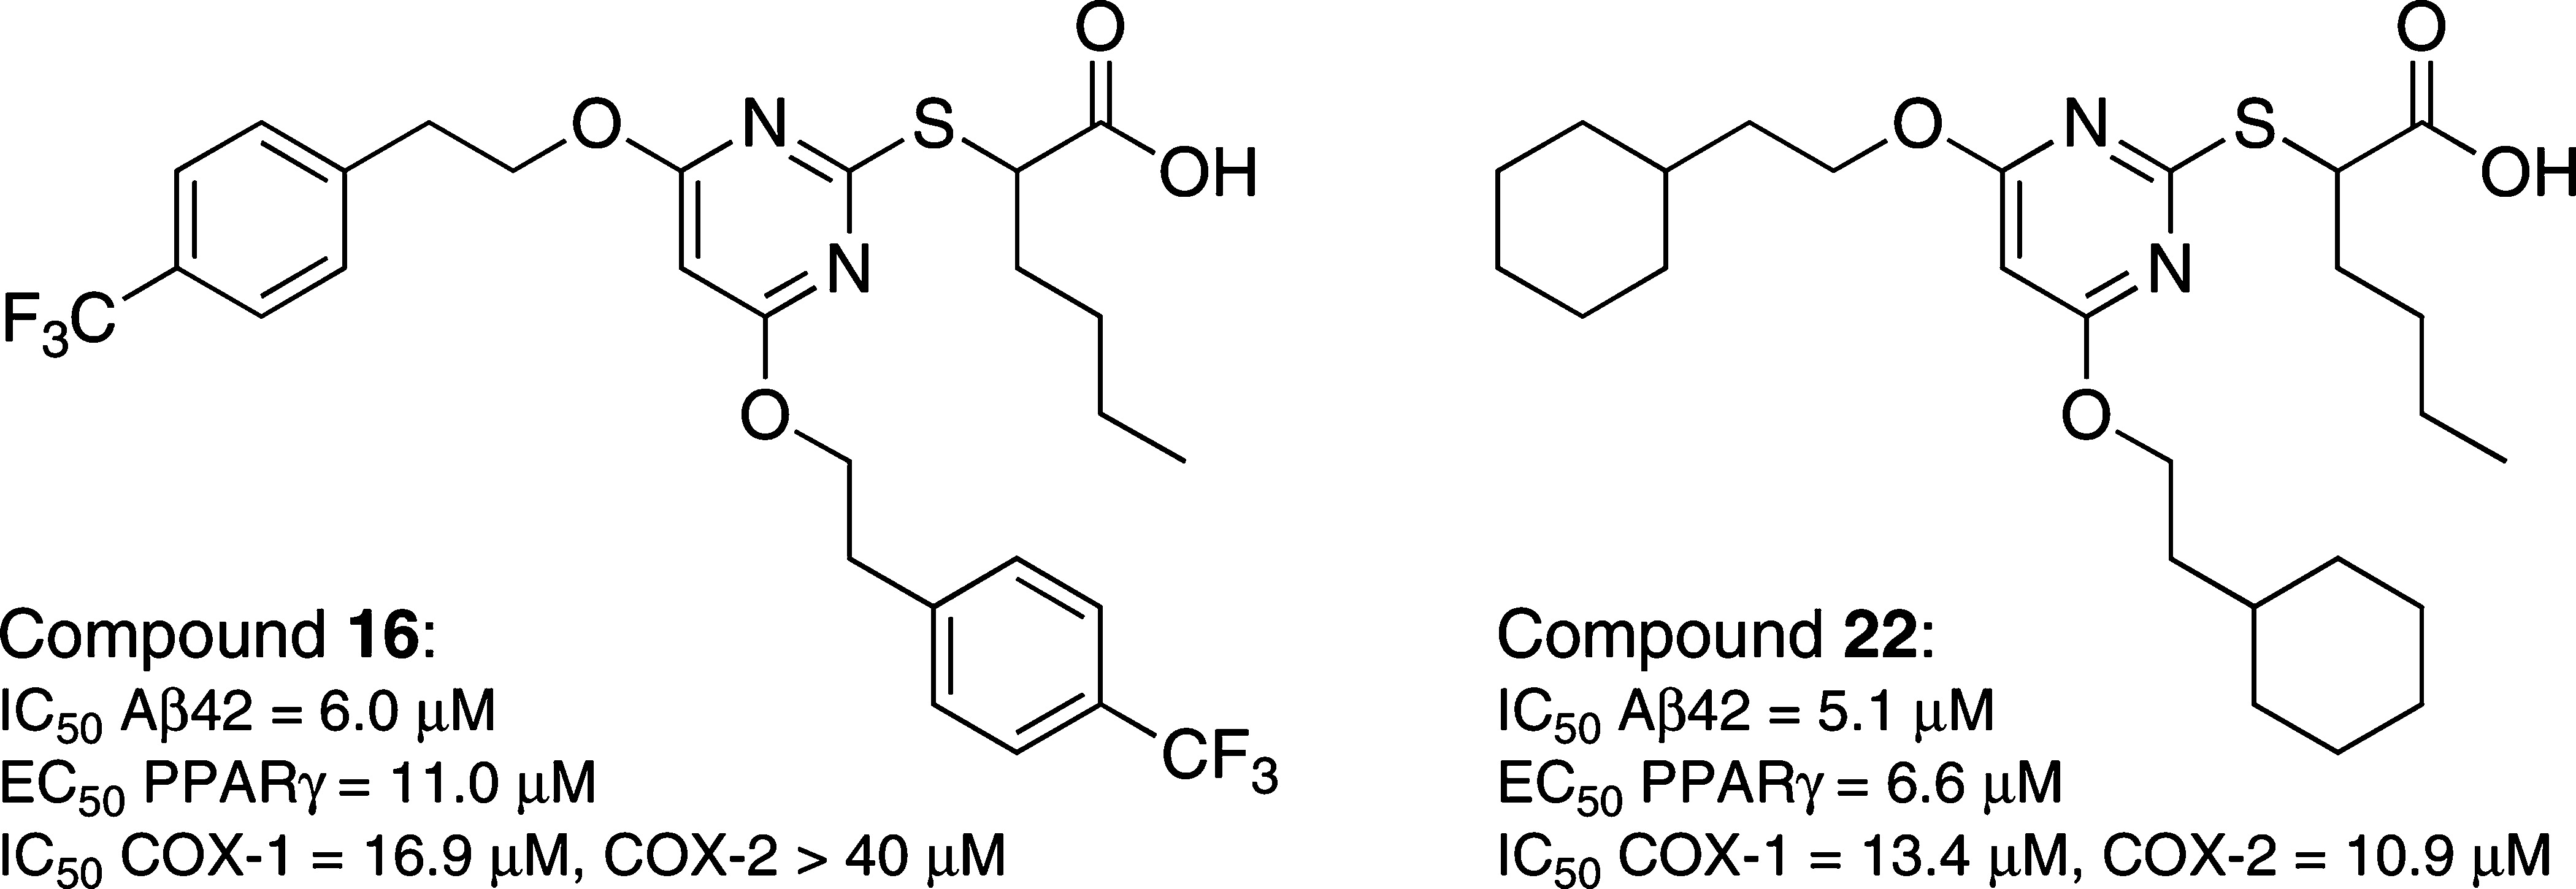 O
O
O
N
S
OH
O
N
S
OH
N
N
F₃C
O
O
Compound 16:
IC₅₀ Aβ42 = 6.0 μM
EC₅₀ PPARγ = 11.0 μM
IC₅₀ COX-1 = 16.9 μM, COX-2 > 40 μM
CF₃
Compound 22:
IC₅₀ Aβ42 = 5.1 μM
EC₅₀ PPARγ = 6.6 μM
IC₅₀ COX-1 = 13.4 μM, COX-2 = 10.9 μM